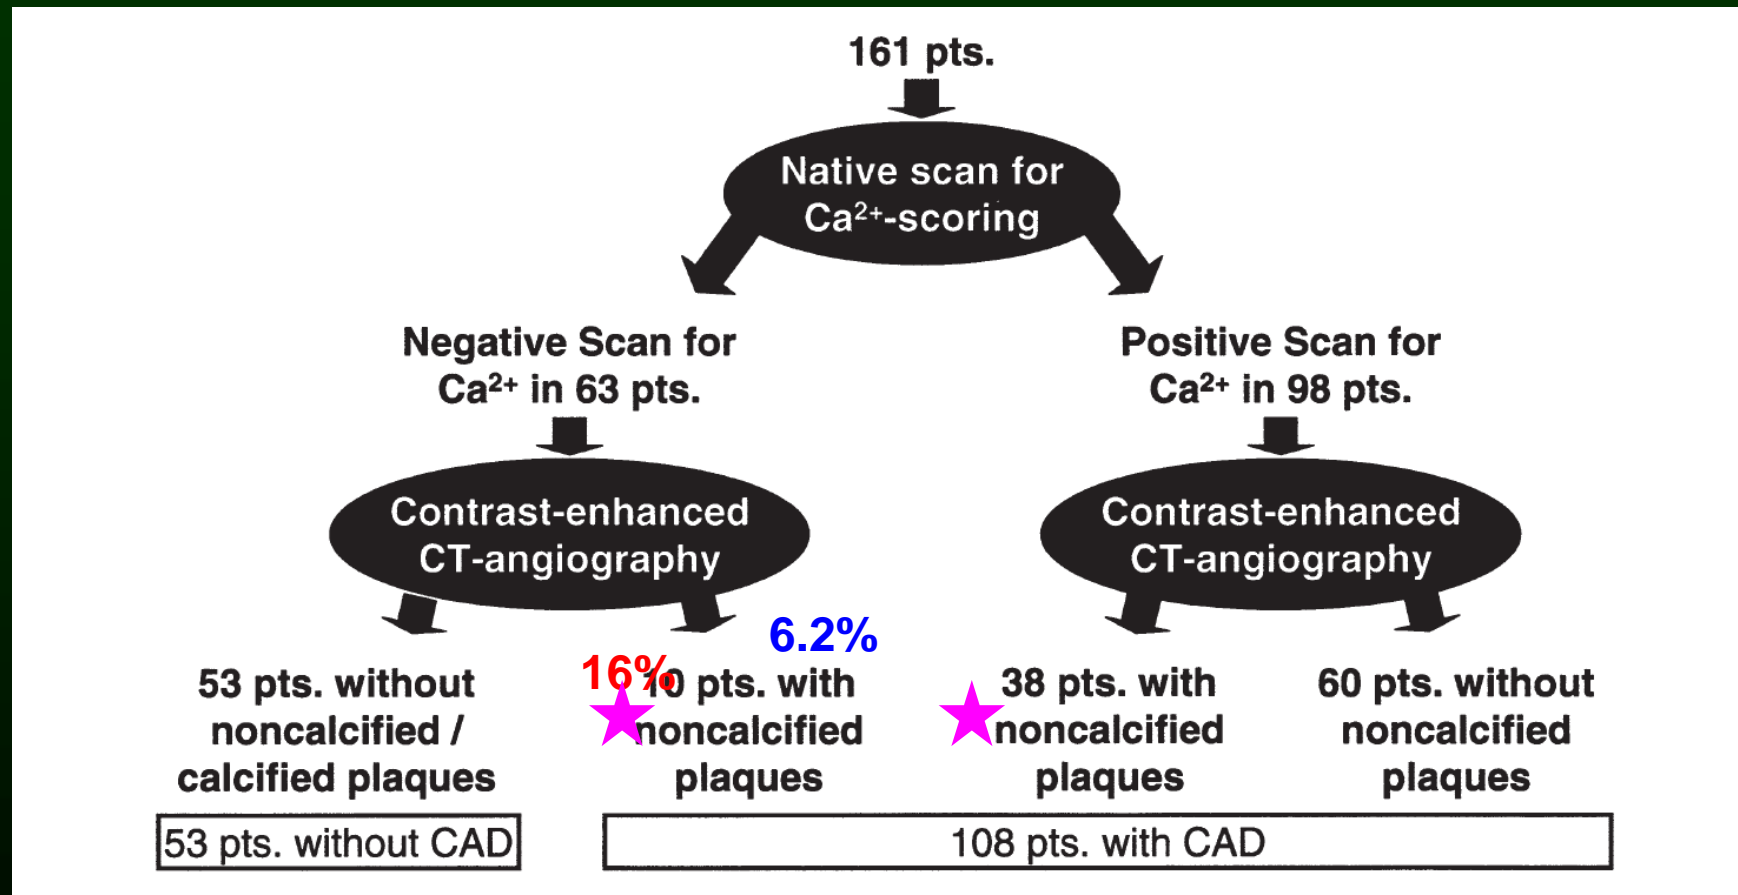 161 pts.
Native scan for
Ca²⁺-scoring
Negative Scan for
Ca²⁺ in 63 pts.
Positive Scan for
Ca²⁺ in 98 pts.
Contrast-enhanced
CT-angiography
Contrast-enhanced
CT-angiography
53 pts. without
noncalcified /
calcified plaques
16%
6.2%
10 pts. with
noncalcified
plaques
38 pts. with
noncalcified
plaques
60 pts. without
noncalcified
plaques
53 pts. without CAD
108 pts. with CAD